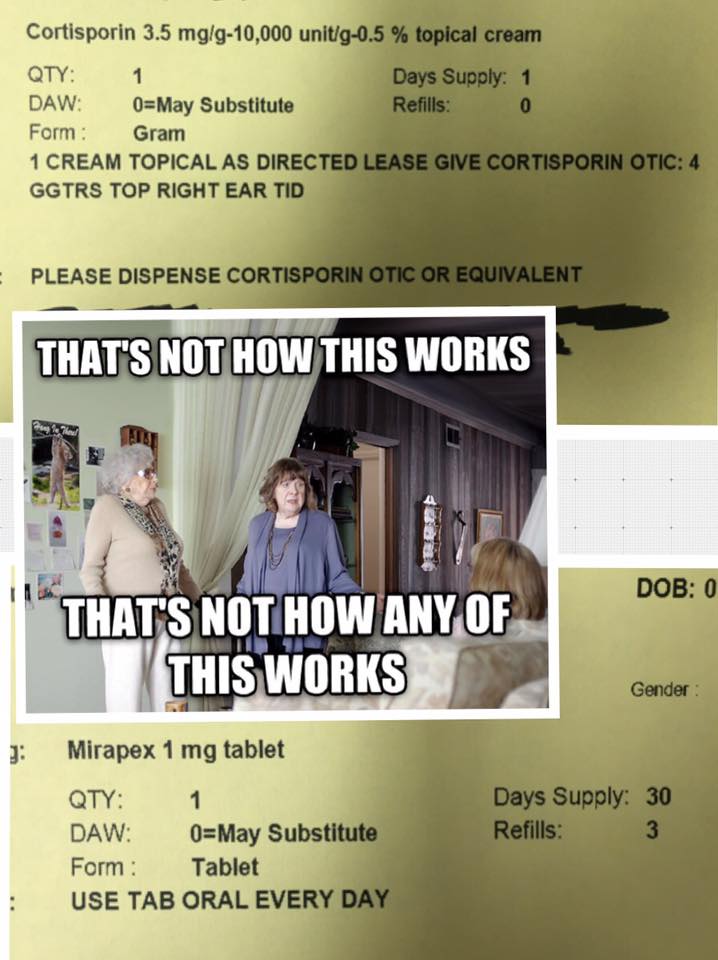 Cortisporin 3.5 mg/g-10,000 unit/g-0.5 % topical cream
QTY: 1 Days Supply: 1
DAW: 0=May Substitute Refills: 0
Form : Gram
1 CREAM TOPICAL AS DIRECTED LEASE GIVE CORTISPORIN OTIC: 4
GGTRS TOP RIGHT EAR TID
: PLEASE DISPENSE CORTISPORIN OTIC OR EQUIVALENT
THAT'S NOT HOW THIS WORKS
Hang In There!
THAT'S NOT HOW ANY OF
THIS WORKS
DOB: 0
Gender :
g: Mirapex 1 mg tablet
QTY: 1 Days Supply: 30
DAW: 0=May Substitute Refills: 3
Form : Tablet
: USE TAB ORAL EVERY DAY